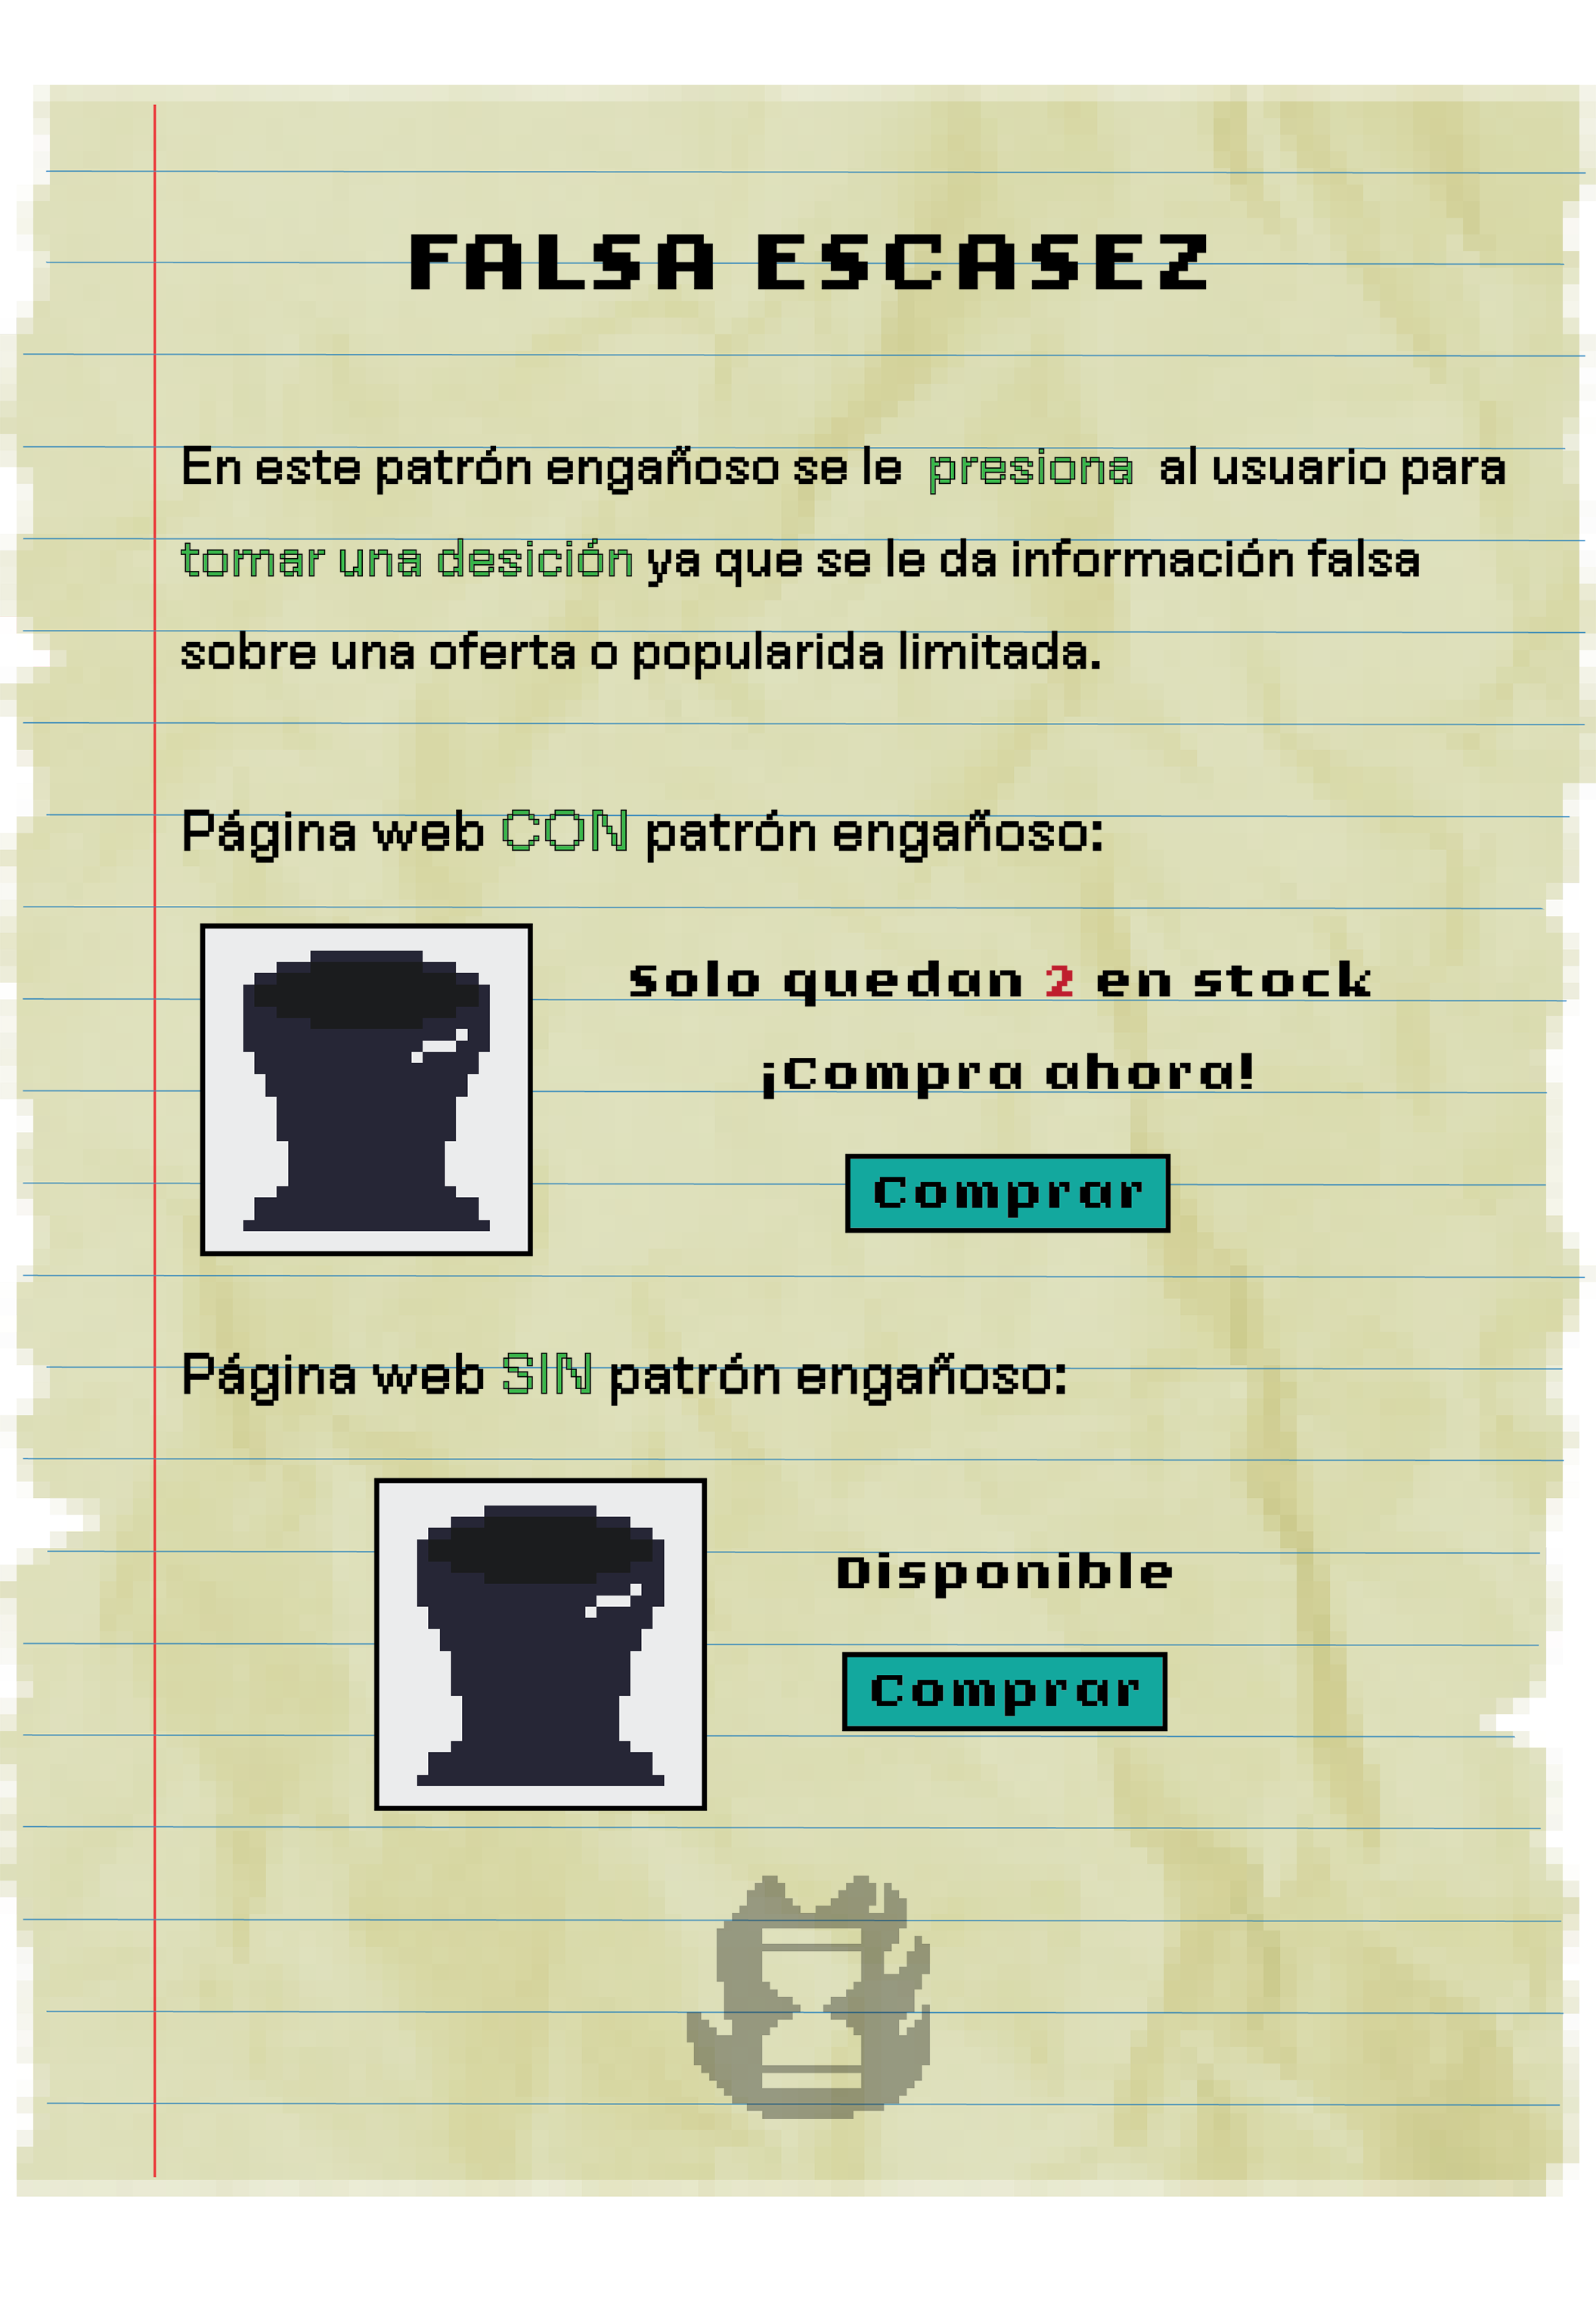 FALSA ESCASEZ
En este patrón engañoso se le presiona al usuario para
tomar una desición ya que se le da información falsa
sobre una oferta o popularida limitada.
Página web CON patrón engañoso:
Solo quedan 2 en stock
¡Compra ahora!
Comprar
Página web SIN patrón engañoso:
Disponible
Comprar